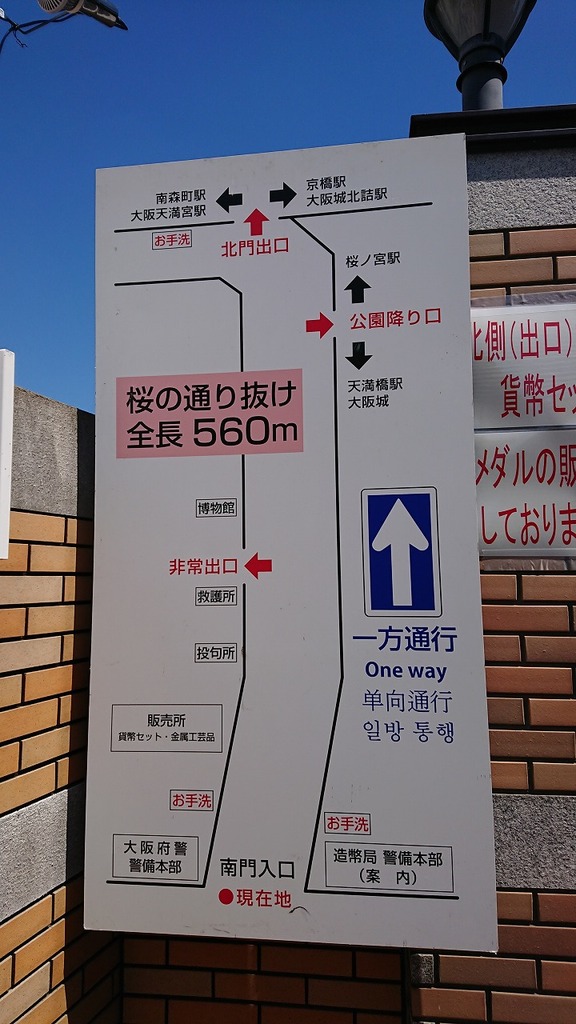 南森町駅
大阪天満宮駅
京橋駅
大阪城北詰駅
お手洗
北門出口
桜ノ宮駅
公園降り口
天満橋駅
大阪城
桜の通り抜け
全長 560m
博物館
非常出口
救護所
投句所
一方通行
One way
单向通行
일방 통행
販売所
貨幣セット・金属工芸品
お手洗
お手洗
大阪府警
警備本部
南門入口
現在地
造幣局 警備本部
(案 内)
北側(出口)
貨幣セッ
メダルの販
しておりま